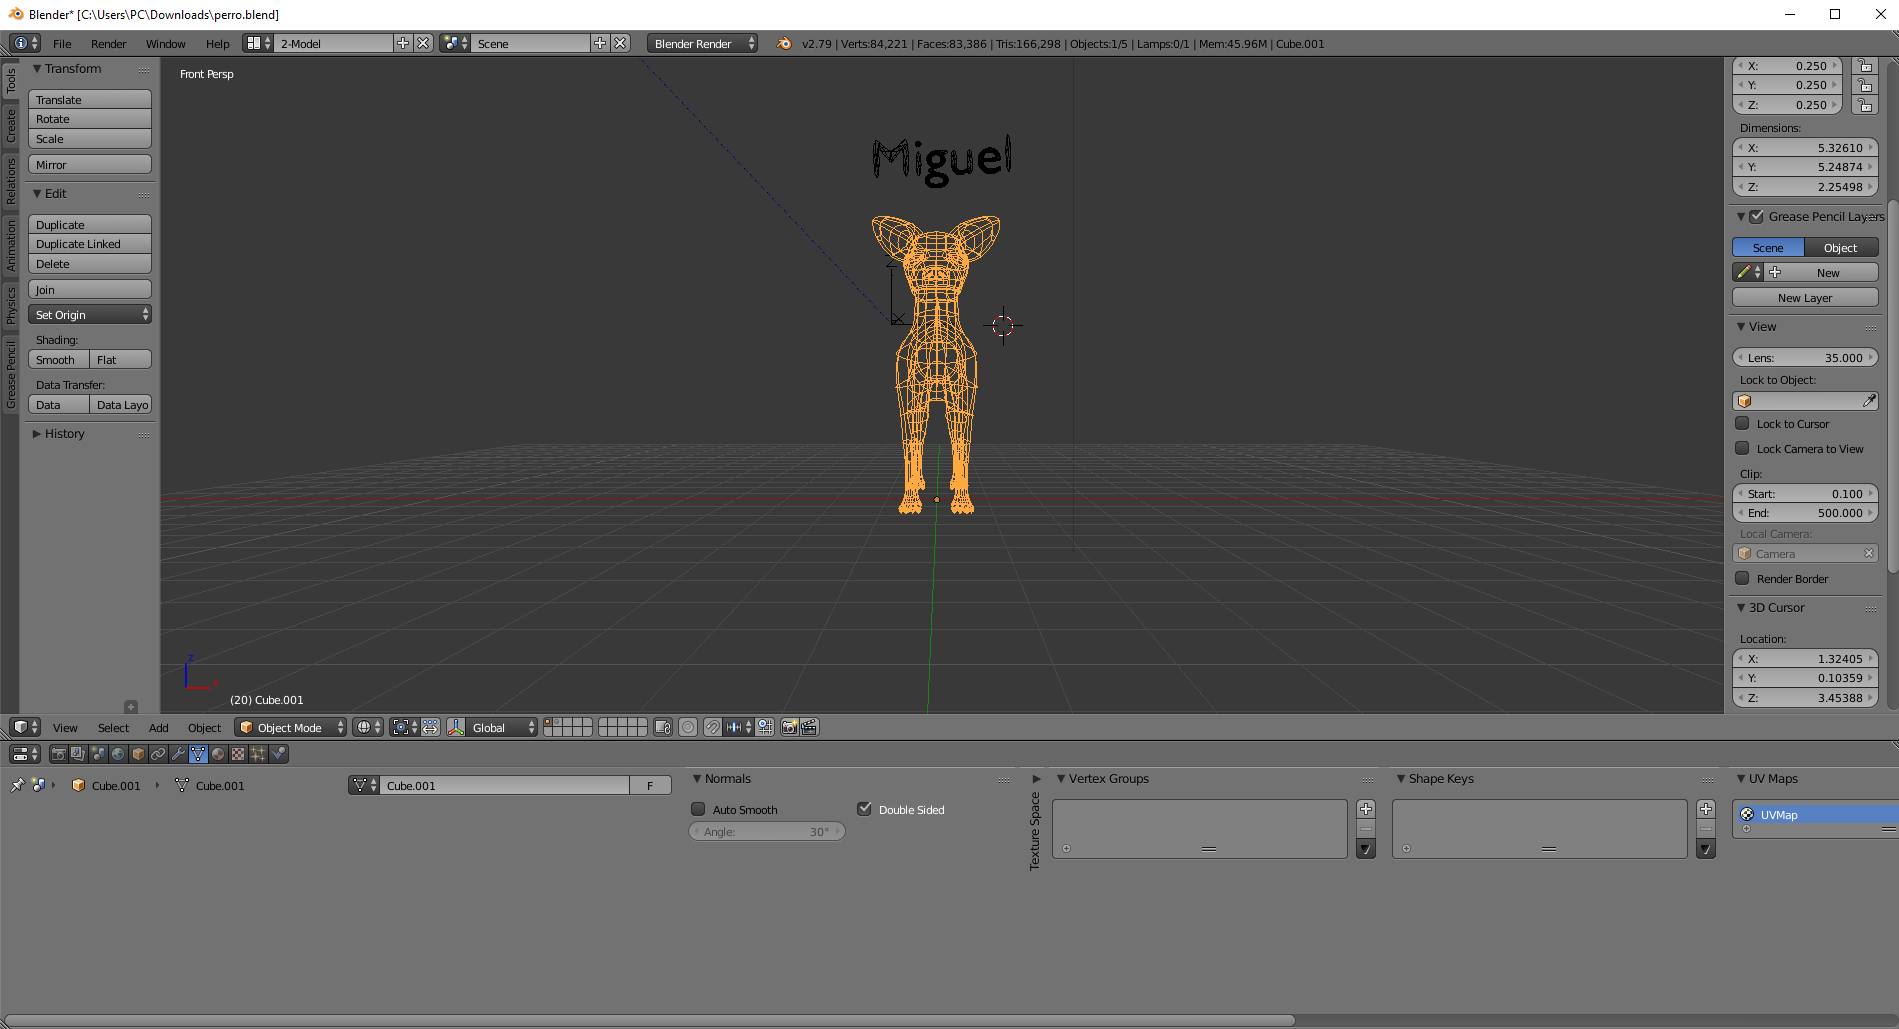 Blender* [C:\Users\PC\Downloads\perro.blend]
File Render Window Help 2-Model Scene Blender Render v2.79 | Verts:84,221 | Faces:83,386 | Tris:166,298 | Objects:1/5 | Lamps:0/1 | Mem:45.96M | Cube.001
Tools
Create
Relations
Animation
Physics
Grease Pencil
Transform
Translate
Rotate
Scale
Mirror
Edit
Duplicate
Duplicate Linked
Delete
Join
Set Origin
Shading:
Smooth Flat
Data Transfer:
Data Data Layo
History
Front Persp
Miguel
z
x
(20) Cube.001
X: 0.250
Y: 0.250
Z: 0.250
Dimensions:
X: 5.32610
Y: 5.24874
Z: 2.25498
Grease Pencil Layers
Scene Object
New
New Layer
View
Lens: 35.000
Lock to Object:
Lock to Cursor
Lock Camera to View
Clip:
Start: 0.100
End: 500.000
Local Camera:
Camera
Render Border
3D Cursor
Location:
X: 1.32405
Y: 0.10359
Z: 3.45388
View Select Add Object Object Mode Global
Cube.001 Cube.001 Cube.001 F
Normals
Auto Smooth Double Sided
Angle: 30°
Texture Space
Vertex Groups
Shape Keys
UV Maps
UVMap